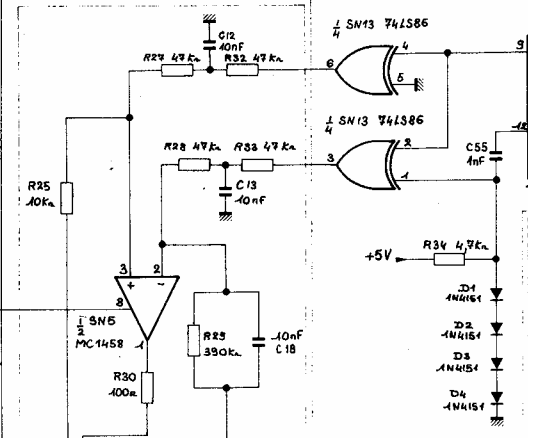 C12
10nF
R27 47kΩ
R32 47kΩ
1/4 SN13 74LS86
4
6
5
9
1/4 SN13 74LS86
2
3
1
12
C55
1nF
R28 47kΩ
R33 47kΩ
C13
10nF
R25
10kΩ
R34 4,7kΩ
+5V
3
2
+
-
8
1
1/2 SN5
MC1458
R29
390kΩ
10nF
C18
R30
100Ω
D1
1N4151
D2
1N4151
D3
1N4151
D4
1N4151